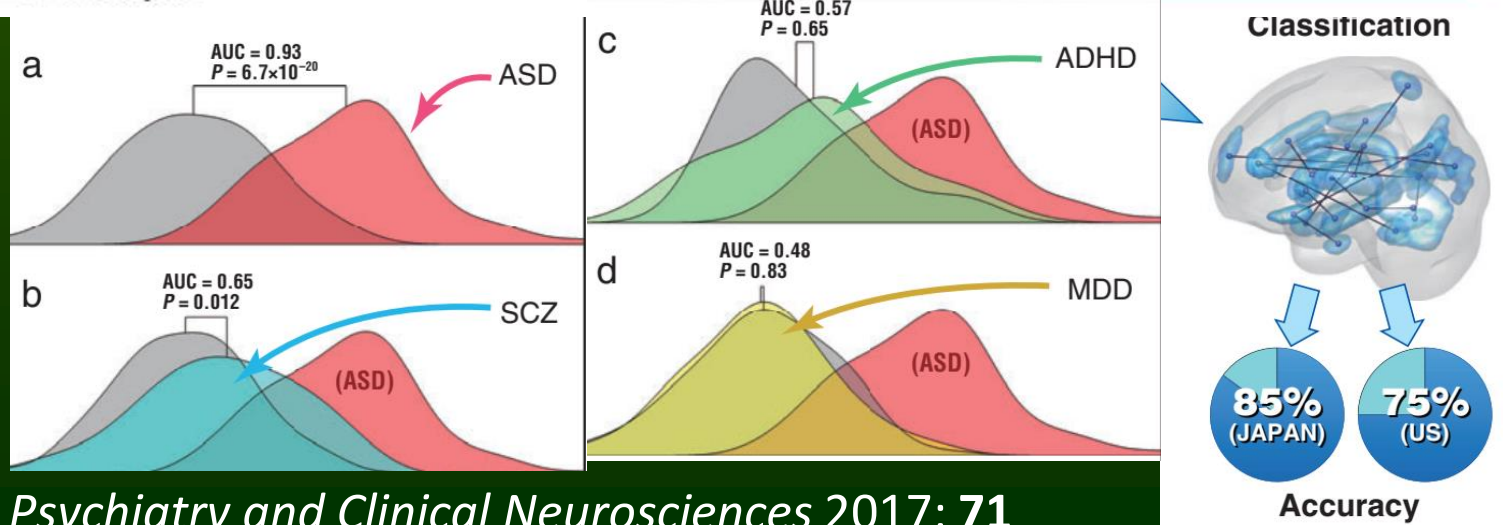 a
AUC = 0.93
P = 6.7×10⁻²⁰
ASD
b
AUC = 0.65
P = 0.012
SCZ
(ASD)
c
AUC = 0.57
P = 0.65
ADHD
(ASD)
d
AUC = 0.48
P = 0.83
MDD
(ASD)
Classification
85%
(JAPAN)
75%
(US)
Accuracy
Psychiatry and Clinical Neurosciences 2017: 71